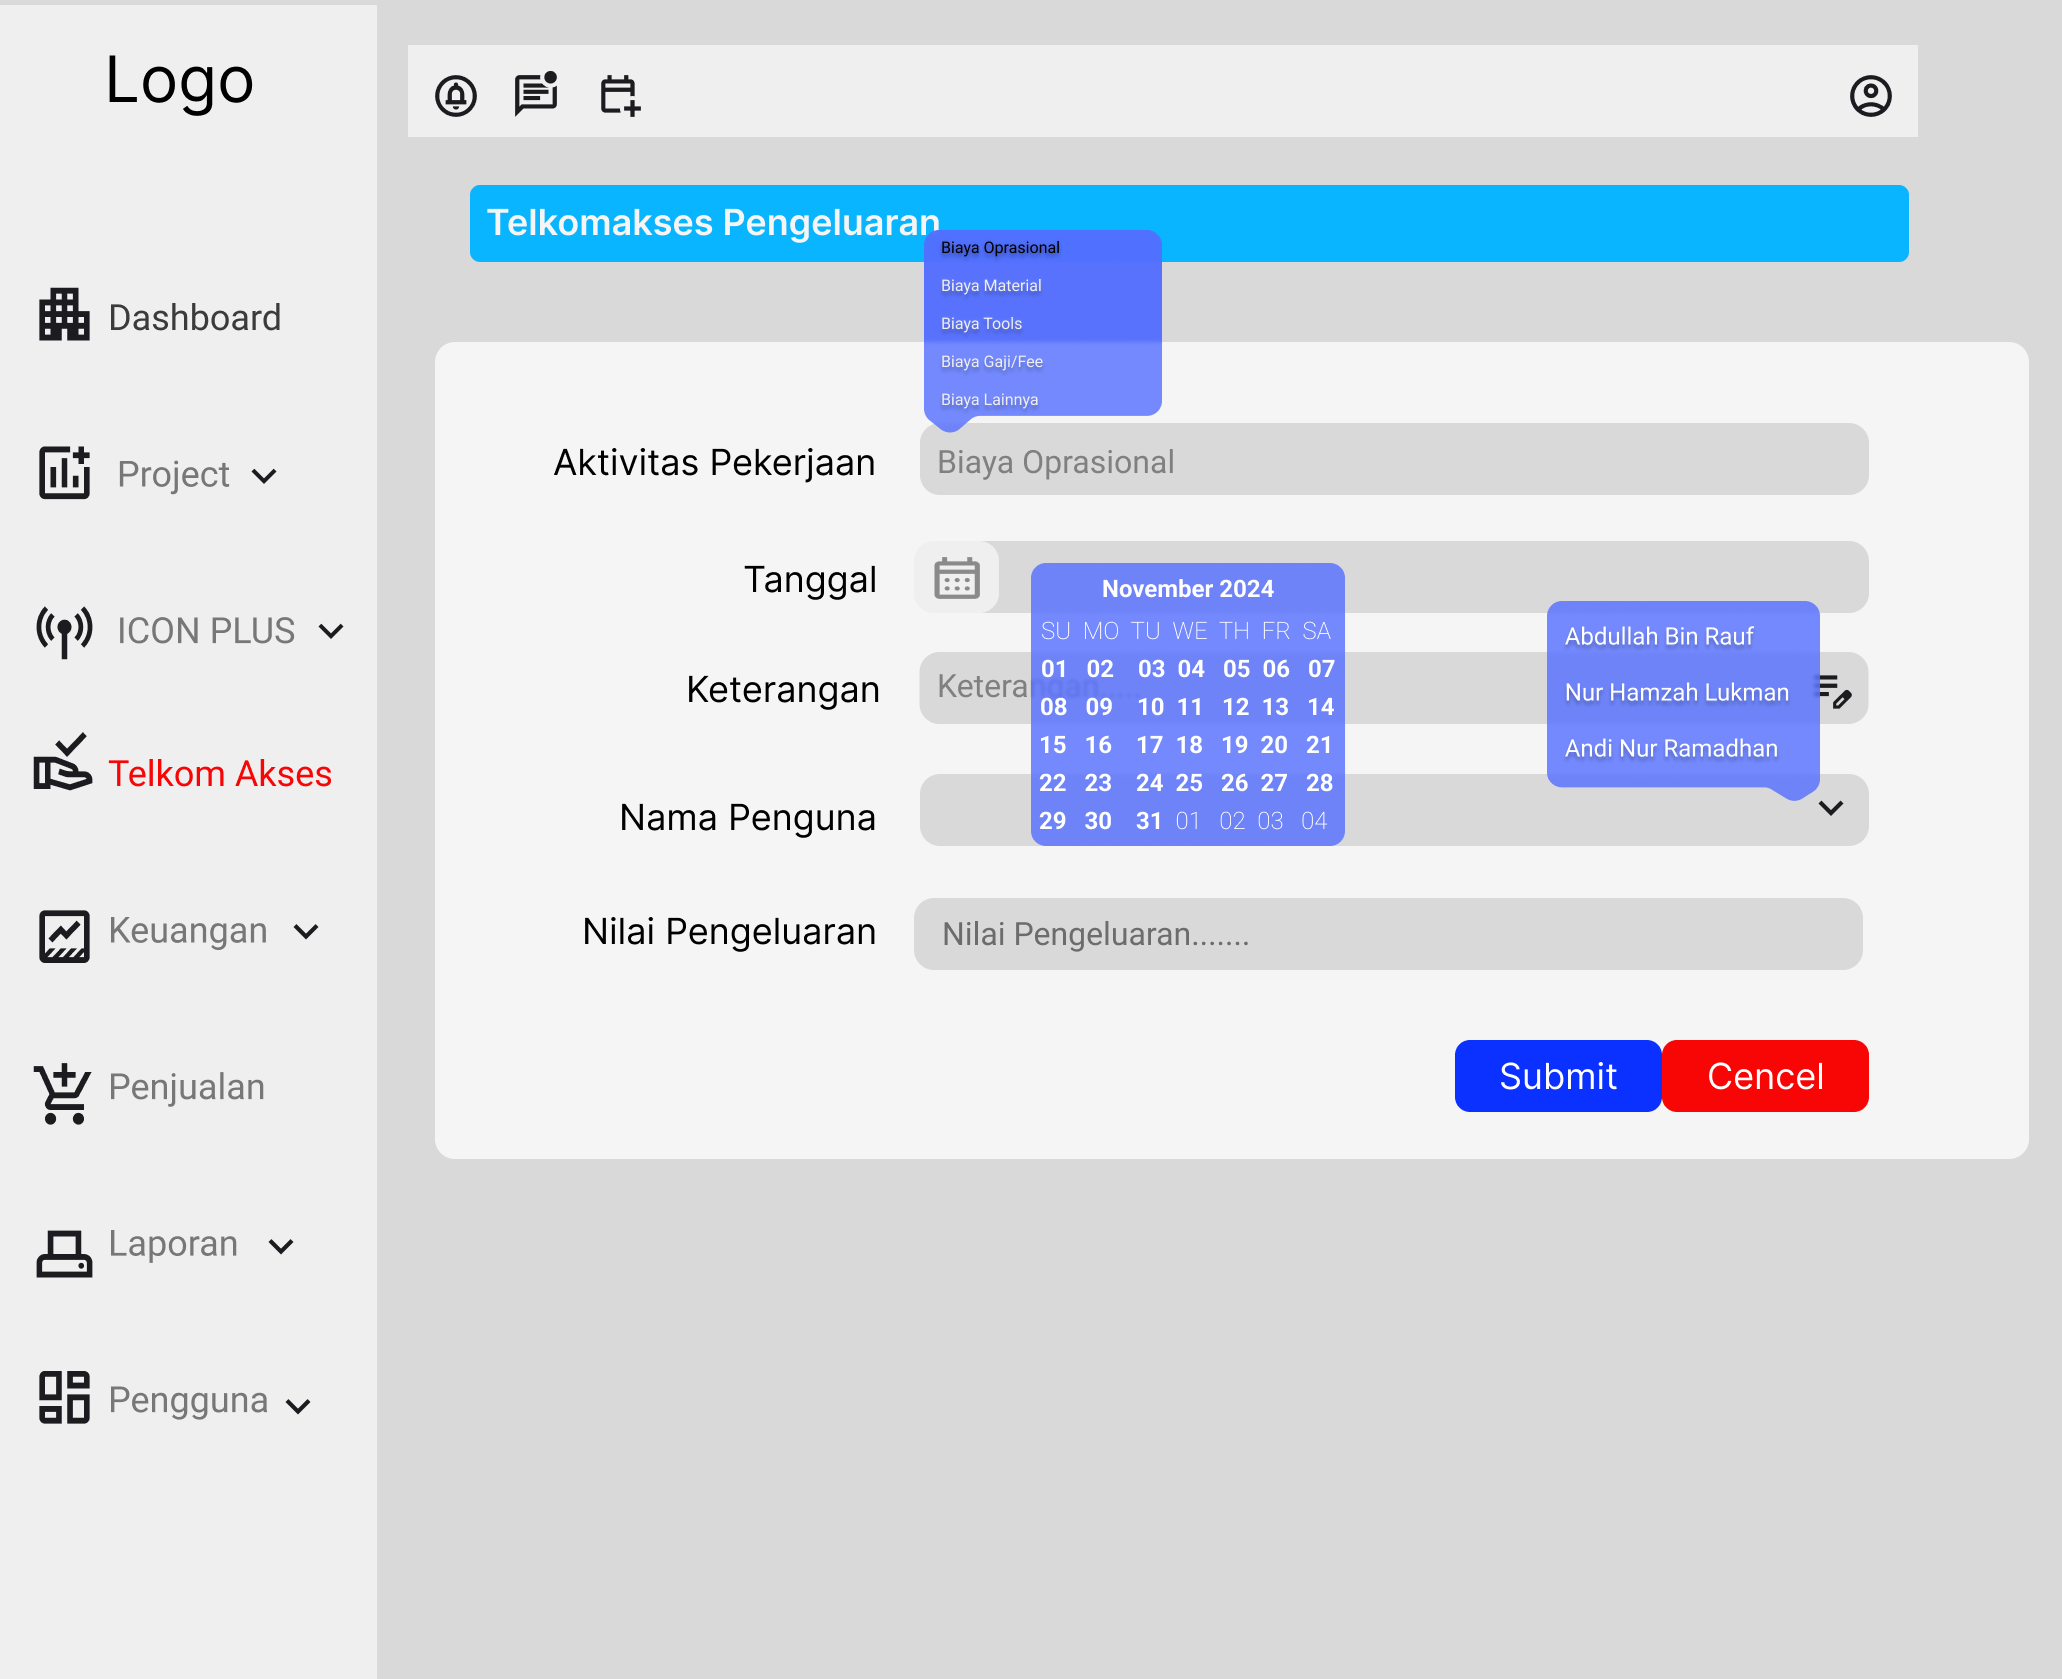 Logo
Dashboard
Project
ICON PLUS
Telkom Akses
Keuangan
Penjualan
Laporan
Pengguna
Telkomakses Pengeluaran
Biaya Oprasional
Biaya Material
Biaya Tools
Biaya Gaji/Fee
Biaya Lainnya
Aktivitas Pekerjaan
Biaya Oprasional
Tanggal
November 2024
SU MO TU WE TH FR SA
01 02 03 04 05 06 07
08 09 10 11 12 13 14
15 16 17 18 19 20 21
22 23 24 25 26 27 28
29 30 31 01 02 03 04
Keterangan
Keterangan.....
Abdullah Bin Rauf
Nur Hamzah Lukman
Andi Nur Ramadhan
Nama Penguna
Nilai Pengeluaran
Nilai Pengeluaran.......
Submit
Cencel